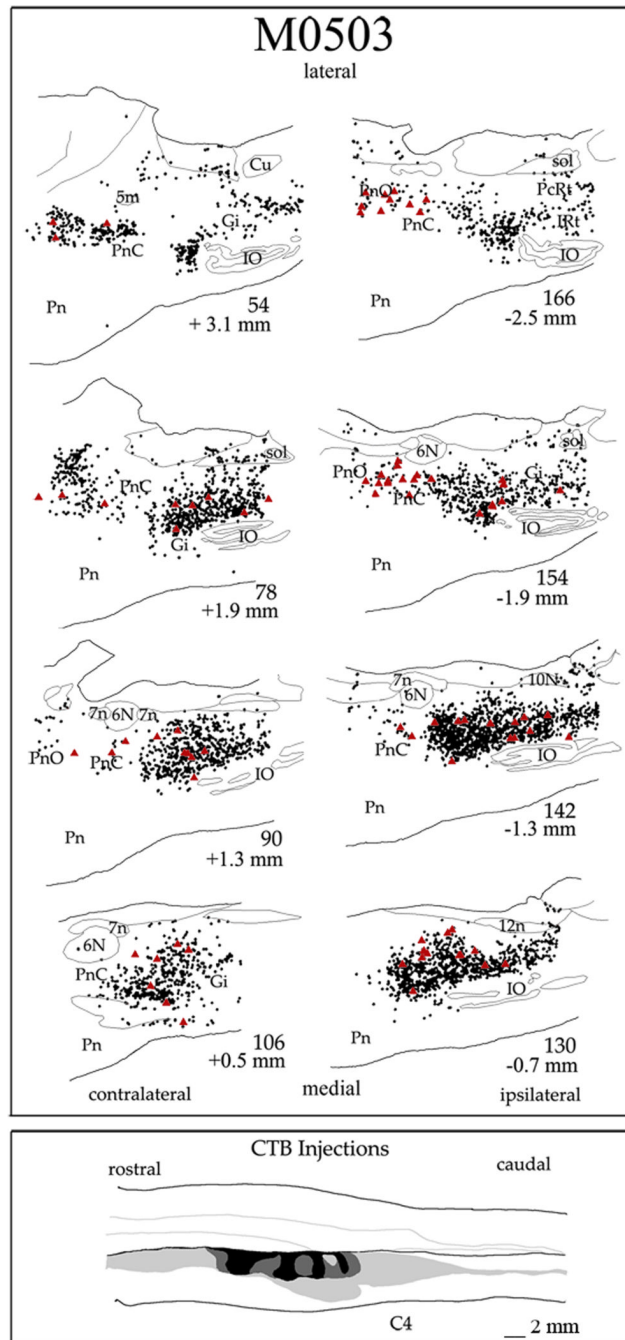 M0503
lateral
Cu
5m
Gi
PnC
IO
Pn
54
+ 3.1 mm
sol
PnO
PcRt
PnC
IRt
IO
Pn
166
-2.5 mm
sol
PnC
Gi
IO
Pn
78
+1.9 mm
6N
sol
PnO
Gi
PnC
IO
Pn
154
-1.9 mm
7n
6N
7n
PnO
PnC
IO
Pn
90
+1.3 mm
7n
6N
10N
PnC
IO
Pn
142
-1.3 mm
7n
6N
PnC
Gi
Pn
106
+0.5 mm
12n
IO
Pn
130
-0.7 mm
contralateral
medial
ipsilateral
CTB Injections
rostral
caudal
C4
2 mm